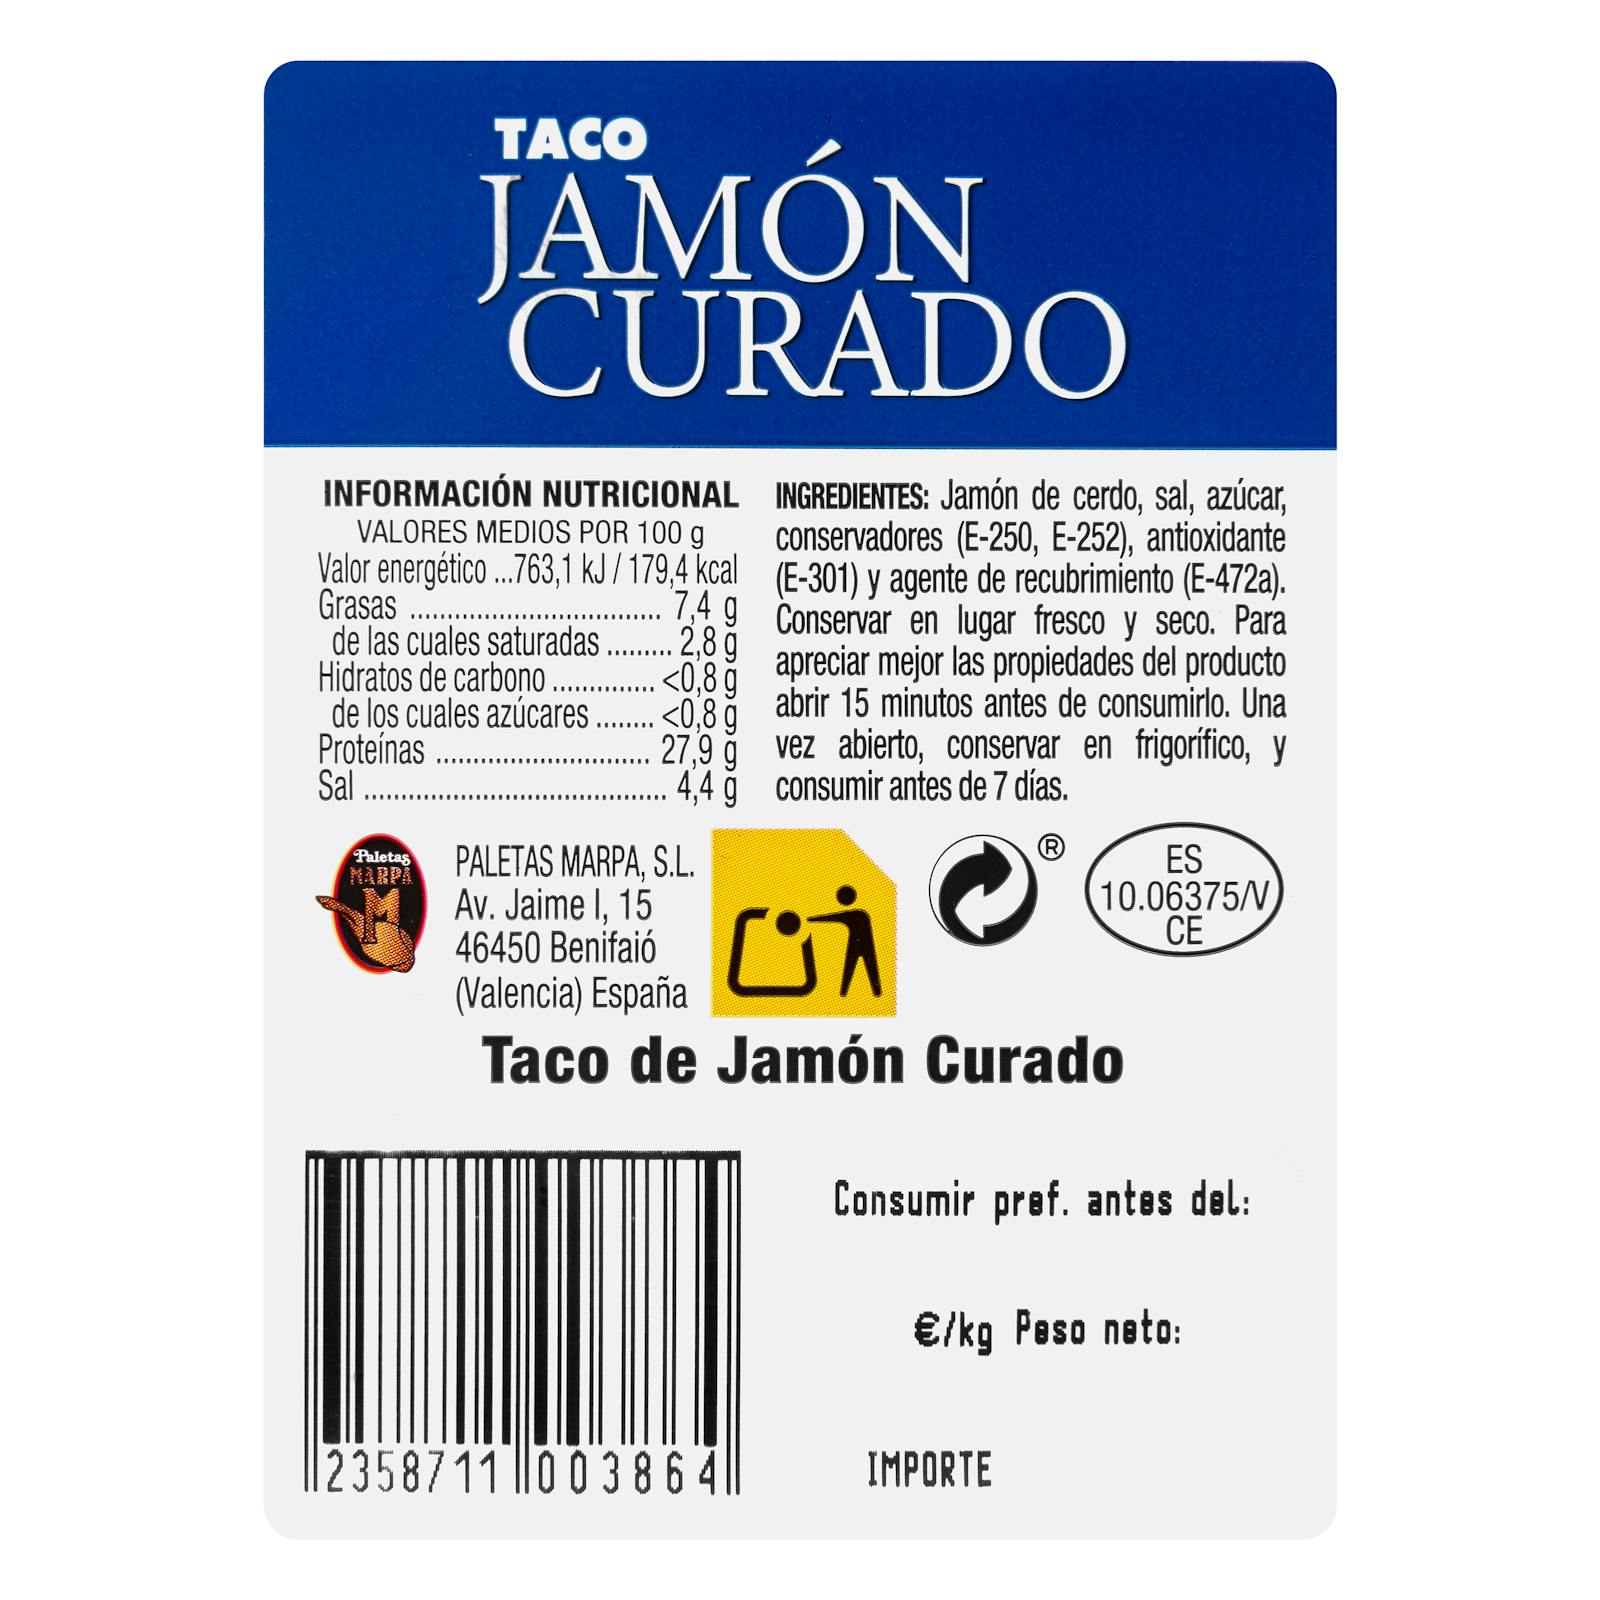 TACO
JAMÓN
CURADO
INFORMACIÓN NUTRICIONAL
VALORES MEDIOS POR 100 g
Valor energético ...763,1 kJ / 179,4 kcal
Grasas .................................. 7,4 g
de las cuales saturadas ......... 2,8 g
Hidratos de carbono .............. <0,8 g
de los cuales azúcares ........ <0,8 g
Proteínas ............................. 27,9 g
Sal ......................................... 4,4 g
INGREDIENTES: Jamón de cerdo, sal, azúcar,
conservadores (E-250, E-252), antioxidante
(E-301) y agente de recubrimiento (E-472a).
Conservar en lugar fresco y seco. Para
apreciar mejor las propiedades del producto
abrir 15 minutos antes de consumirlo. Una
vez abierto, conservar en frigorífico, y
consumir antes de 7 días.
Paletas
MARPA
M
PALETAS MARPA, S.L.
Av. Jaime I, 15
46450 Benifaió
(Valencia) España
®
ES
10.06375/V
CE
Taco de Jamón Curado
Consumir pref. antes del:
€/kg Peso neto:
IMPORTE
2358711 003864